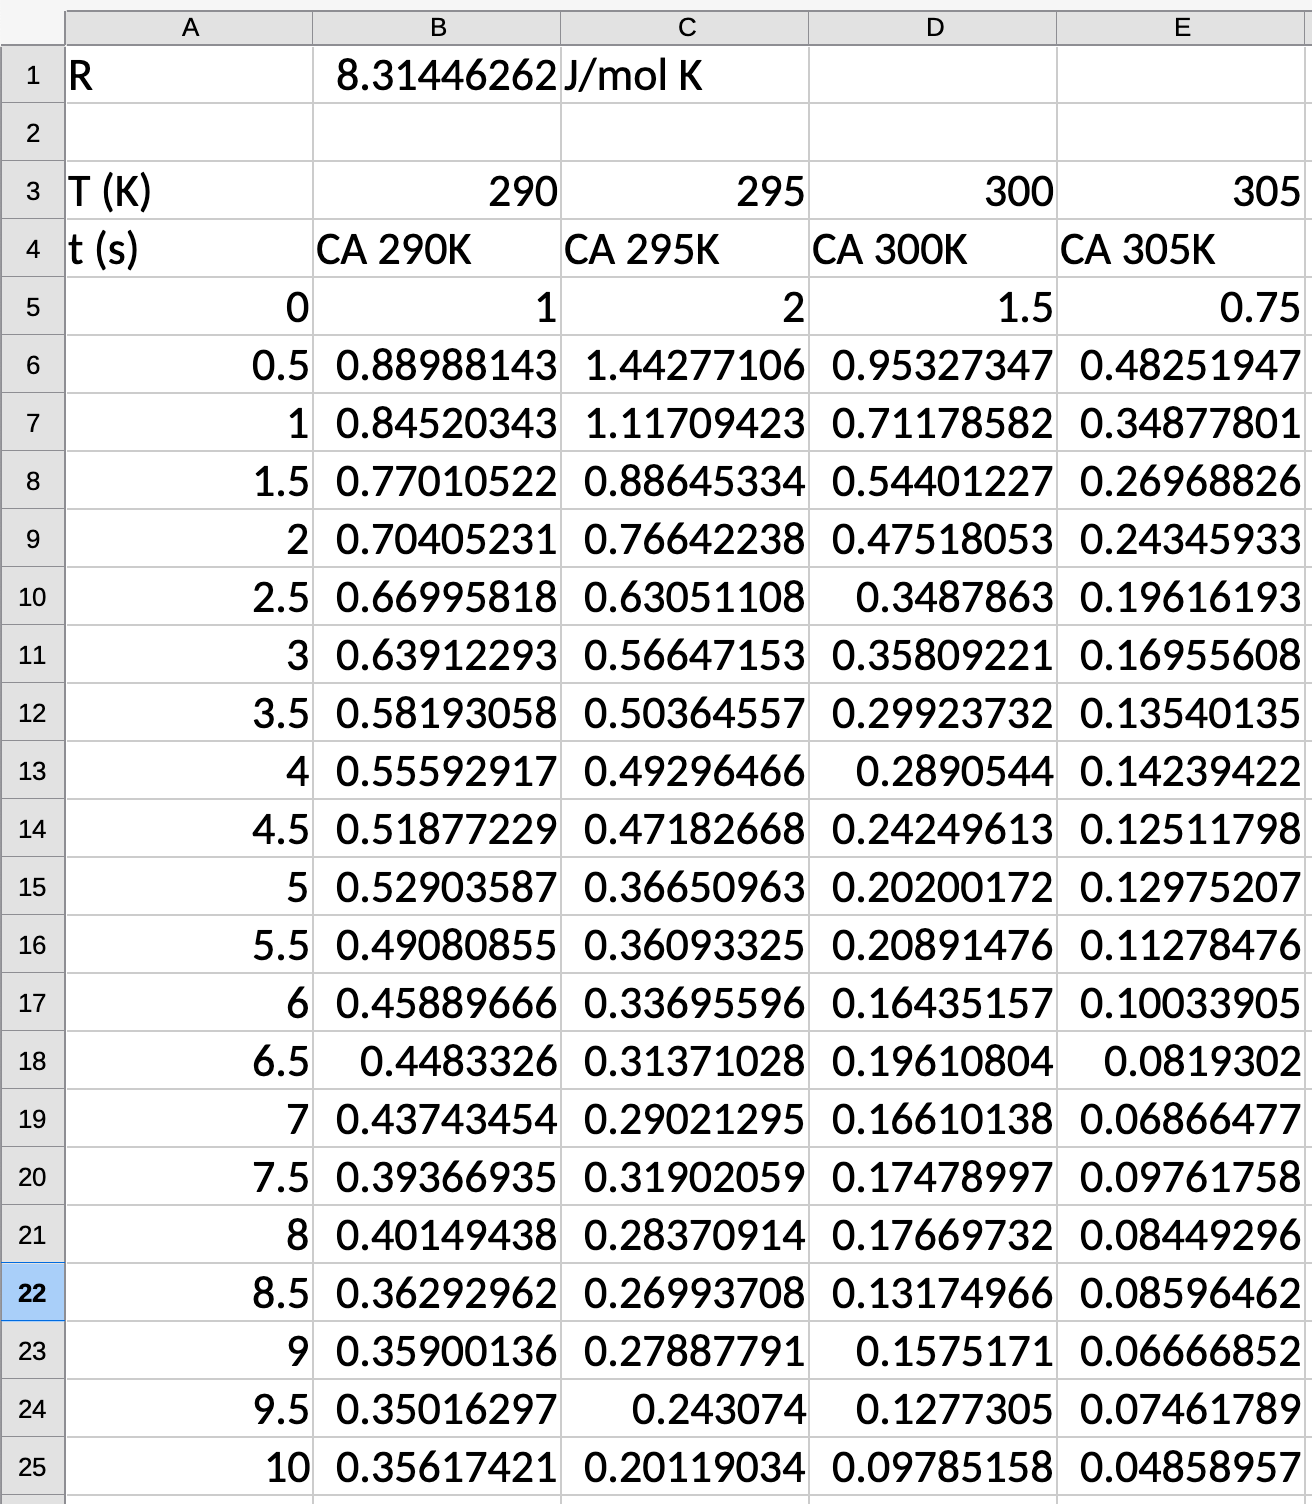 A B C D E
1 R 8.31446262 J/mol K
2
3 T (K) 290 295 300 305
4 t (s) CA 290K CA 295K CA 300K CA 305K
5 0 1 2 1.5 0.75
6 0.5 0.88988143 1.44277106 0.95327347 0.48251947
7 1 0.84520343 1.11709423 0.71178582 0.34877801
8 1.5 0.77010522 0.88645334 0.54401227 0.26968826
9 2 0.70405231 0.76642238 0.47518053 0.24345933
10 2.5 0.66995818 0.63051108 0.3487863 0.19616193
11 3 0.63912293 0.56647153 0.35809221 0.16955608
12 3.5 0.58193058 0.50364557 0.29923732 0.13540135
13 4 0.55592917 0.49296466 0.2890544 0.14239422
14 4.5 0.51877229 0.47182668 0.24249613 0.12511798
15 5 0.52903587 0.36650963 0.20200172 0.12975207
16 5.5 0.49080855 0.36093325 0.20891476 0.11278476
17 6 0.45889666 0.33695596 0.16435157 0.10033905
18 6.5 0.4483326 0.31371028 0.19610804 0.0819302
19 7 0.43743454 0.29021295 0.16610138 0.06866477
20 7.5 0.39366935 0.31902059 0.17478997 0.09761758
21 8 0.40149438 0.28370914 0.17669732 0.08449296
22 8.5 0.36292962 0.26993708 0.13174966 0.08596462
23 9 0.35900136 0.27887791 0.1575171 0.06666852
24 9.5 0.35016297 0.243074 0.1277305 0.07461789
25 10 0.35617421 0.20119034 0.09785158 0.04858957